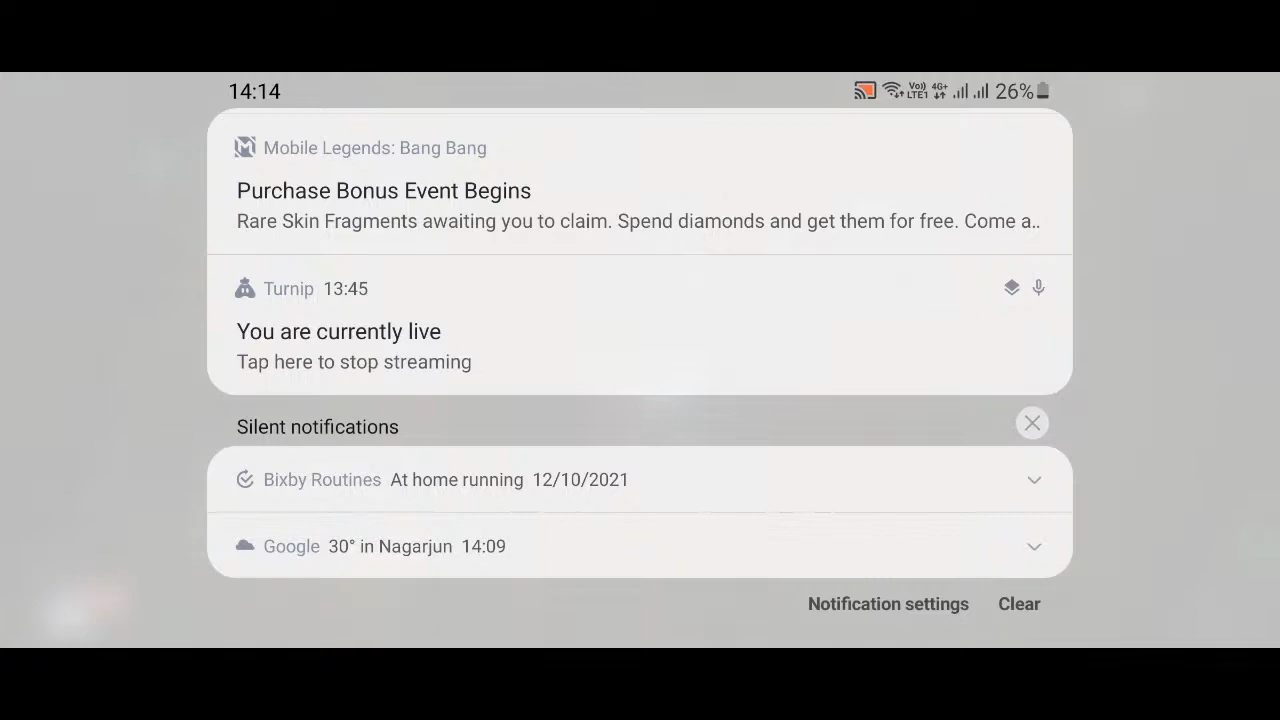 14:14 Vo)) LTE1 4G+ 26%
Mobile Legends: Bang Bang
Purchase Bonus Event Begins
Rare Skin Fragments awaiting you to claim. Spend diamonds and get them for free. Come a..
Turnip 13:45
You are currently live
Tap here to stop streaming
Silent notifications
Bixby Routines At home running 12/10/2021
Google 30° in Nagarjun 14:09
Notification settings Clear